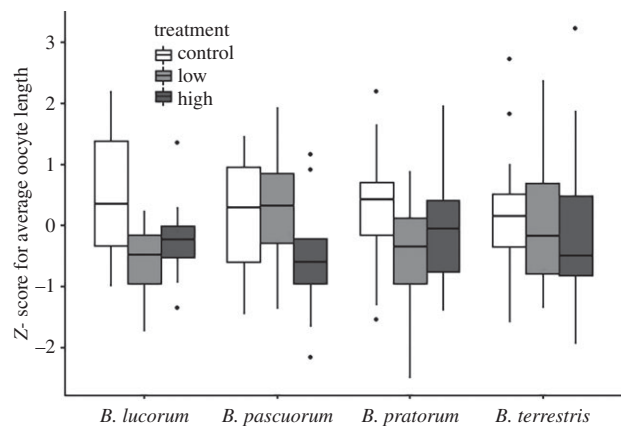 treatment
control
low
high
Z- score for average oocyte length
3
2
1
0
–1
–2
B. lucorum
B. pascuorum
B. pratorum
B. terrestris